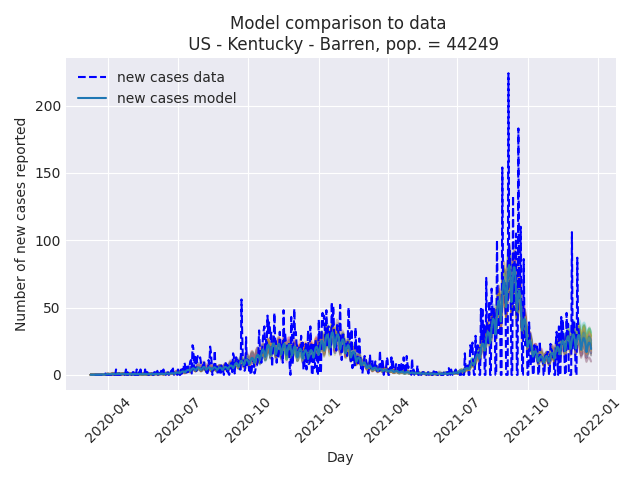 Model comparison to data
US - Kentucky - Barren, pop. = 44249
new cases data
new cases model
Number of new cases reported
200
150
100
50
0
2020-04
2020-07
2020-10
2021-01
2021-04
2021-07
2021-10
2022-01
Day